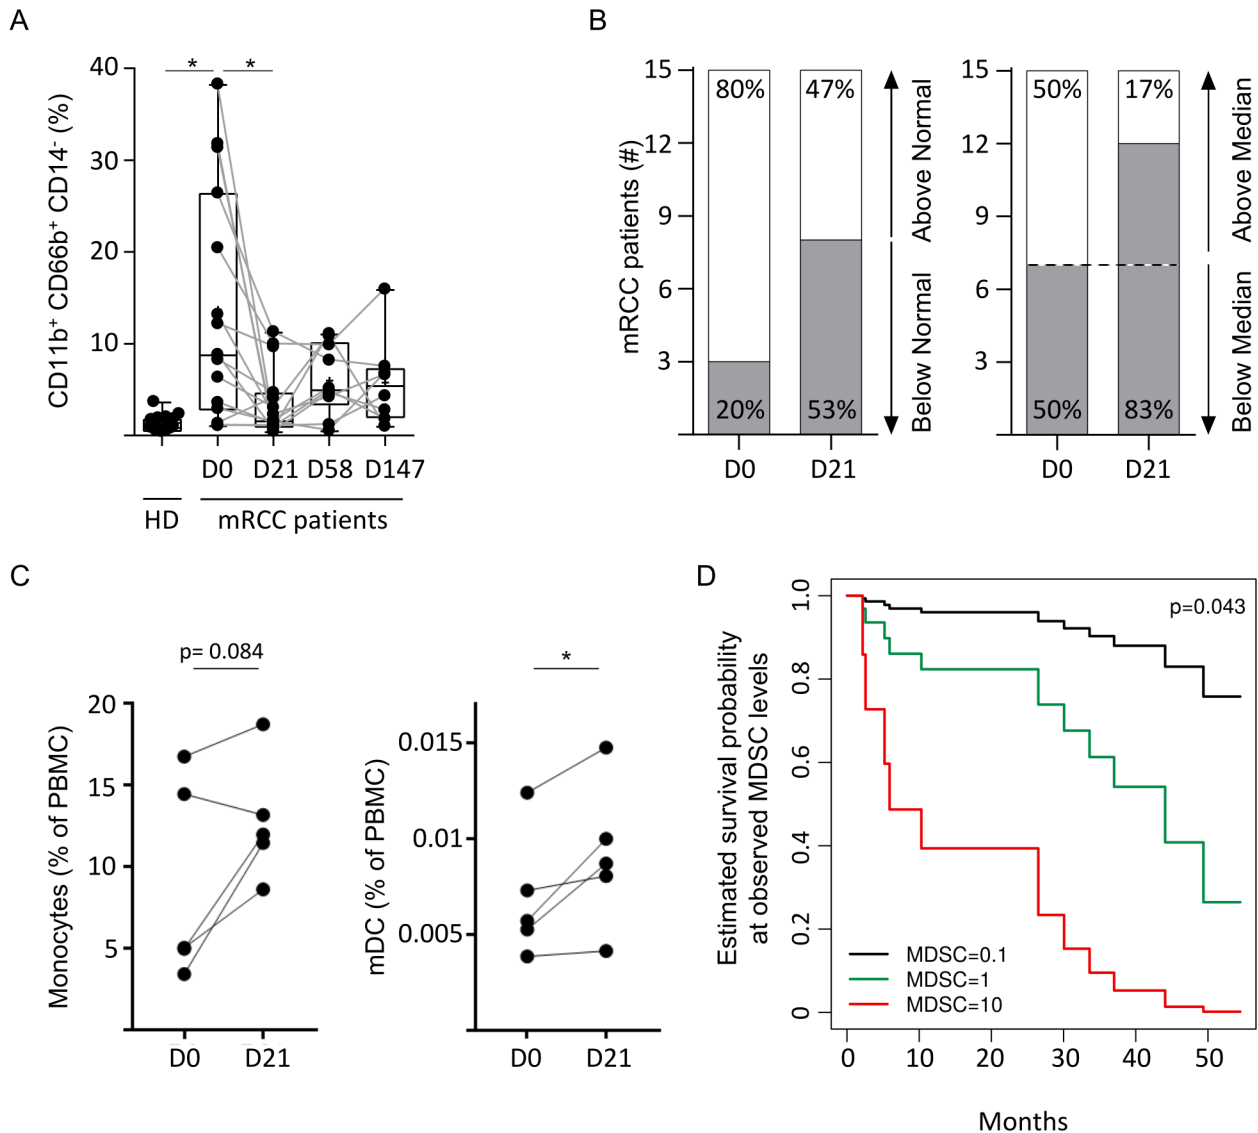 A
CD11b⁺ CD66b⁺ CD14⁻ (%)
40
30
20
10
*
*
D0 D21 D58 D147
HD mRCC patients
B
mRCC patients (#)
15
12
9
6
3
80% 47%
20% 53%
D0 D21
Above Normal
Below Normal
15
12
9
6
3
50% 17%
50% 83%
D0 D21
Above Median
Below Median
C
Monocytes (% of PBMC)
p= 0.084
20
15
10
5
D0 D21
mDC (% of PBMC)
*
0.015
0.01
0.005
D0 D21
D
Estimated survival probability
at observed MDSC levels
1.0
0.8
0.6
0.4
0.2
0
p=0.043
MDSC=0.1
MDSC=1
MDSC=10
0 10 20 30 40 50
Months